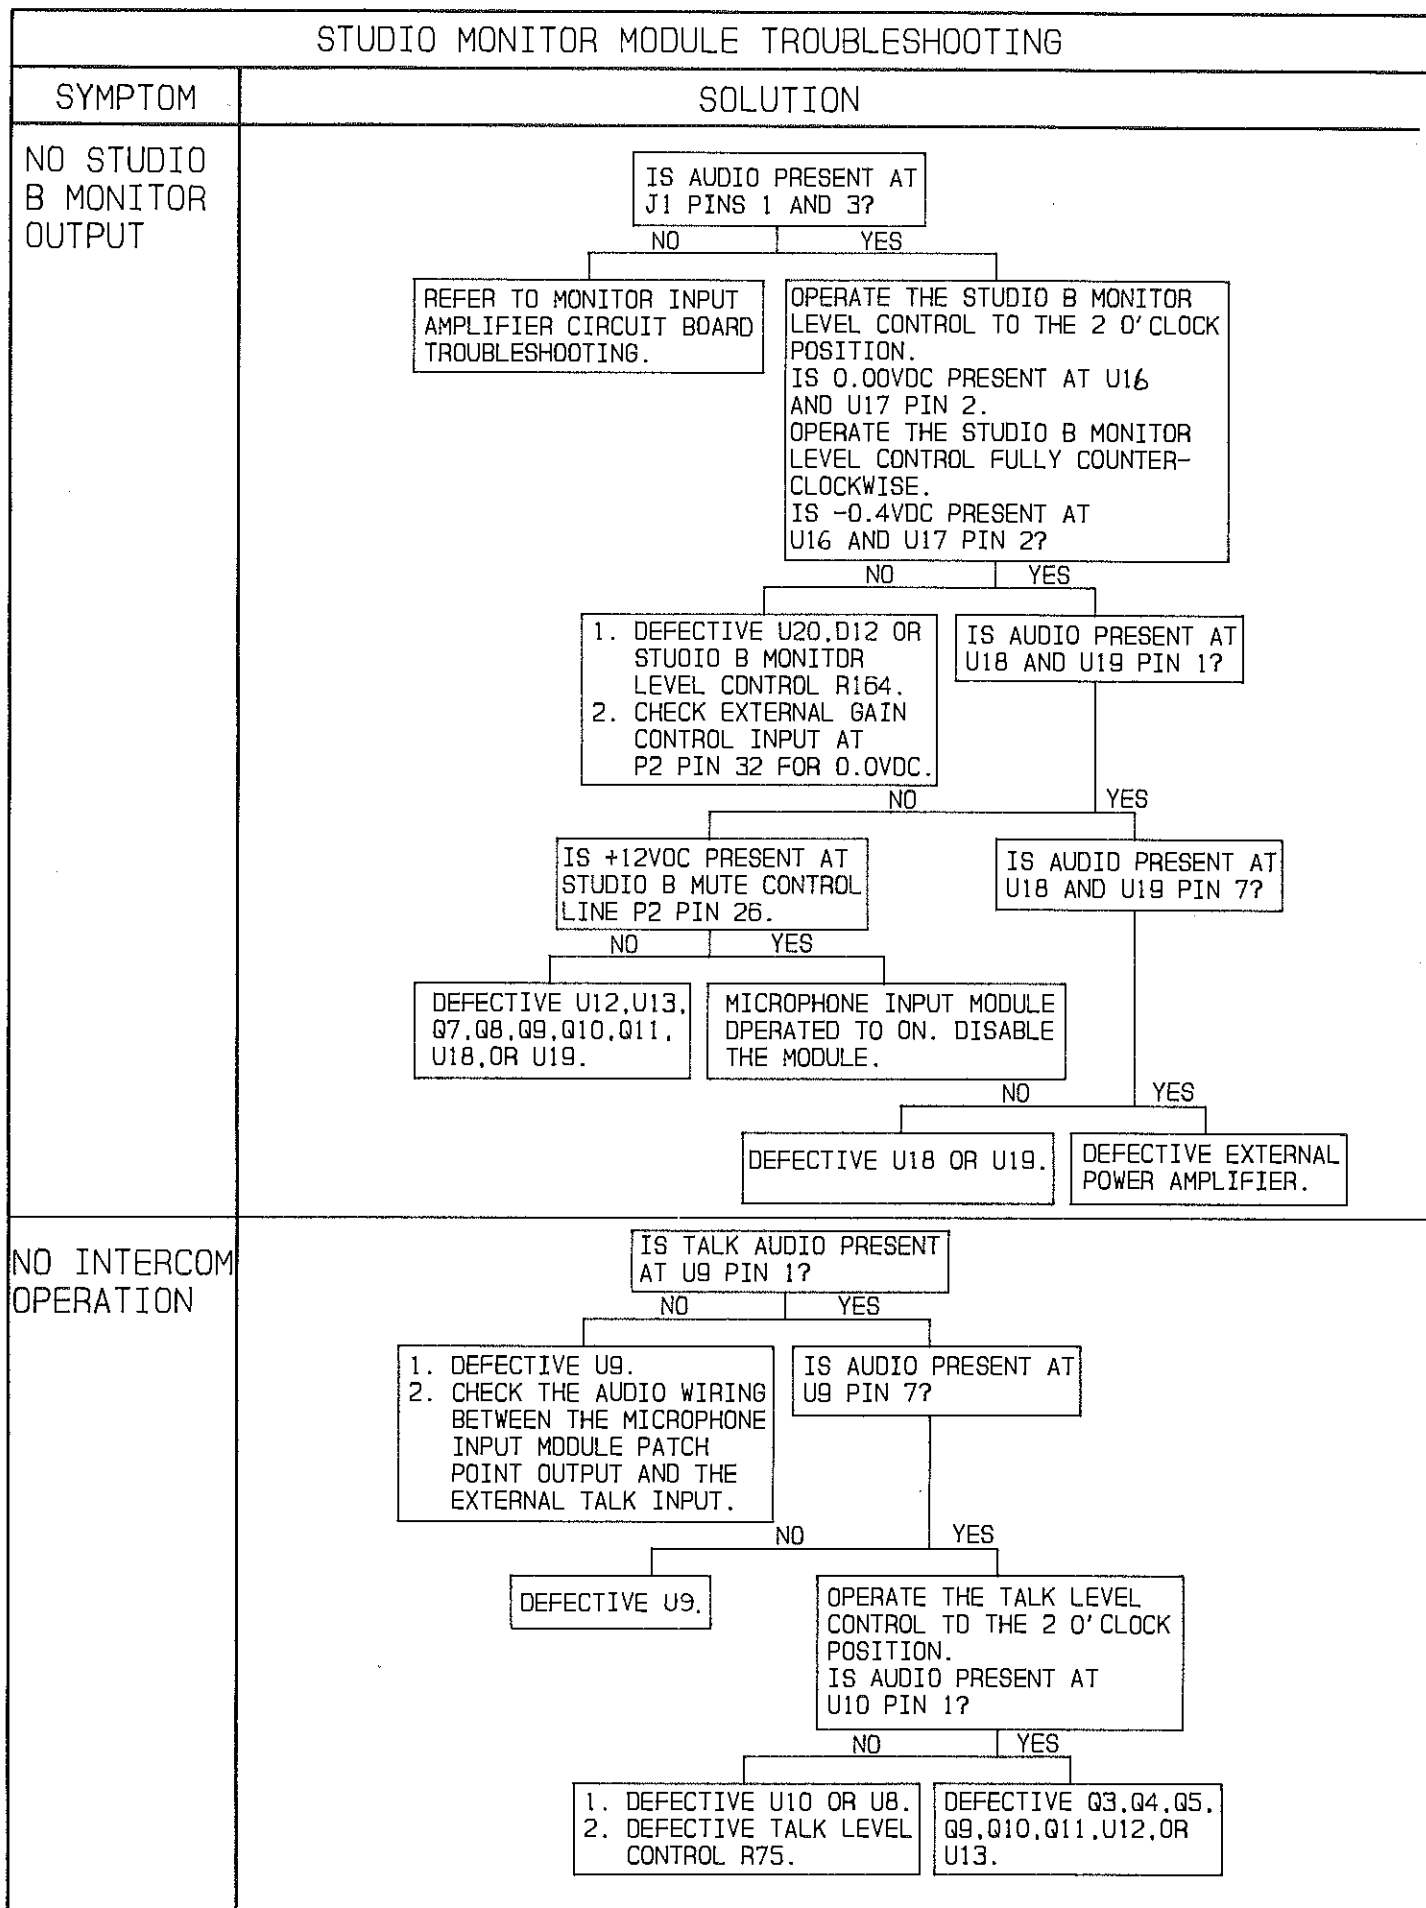 STUDIO MONITOR MODULE TROUBLESHOOTING
SYMPTOM
SOLUTION
NO STUDIO
B MONITOR
OUTPUT
IS AUDIO PRESENT AT
J1 PINS 1 AND 3?
NO
YES
REFER TO MONITOR INPUT
AMPLIFIER CIRCUIT BOARD
TROUBLESHOOTING.
OPERATE THE STUDIO B MONITOR
LEVEL CONTROL TO THE 2 O'CLOCK
POSITION.
IS 0.00VDC PRESENT AT U16
AND U17 PIN 2.
OPERATE THE STUDIO B MONITOR
LEVEL CONTROL FULLY COUNTER-
CLOCKWISE.
IS -0.4VDC PRESENT AT
U16 AND U17 PIN 2?
NO
YES
1. DEFECTIVE U20,D12 OR
STUDIO B MONITOR
LEVEL CONTROL R164.
2. CHECK EXTERNAL GAIN
CONTROL INPUT AT
P2 PIN 32 FOR 0.0VDC.
IS AUDIO PRESENT AT
U18 AND U19 PIN 1?
NO
YES
IS +12VDC PRESENT AT
STUDIO B MUTE CONTROL
LINE P2 PIN 26.
IS AUDIO PRESENT AT
U18 AND U19 PIN 7?
NO
YES
DEFECTIVE U12,U13,
Q7,Q8,Q9,Q10,Q11,
U18,OR U19.
MICROPHONE INPUT MODULE
OPERATED TO ON. DISABLE
THE MODULE.
NO
YES
DEFECTIVE U18 OR U19.
DEFECTIVE EXTERNAL
POWER AMPLIFIER.
NO INTERCOM
OPERATION
IS TALK AUDIO PRESENT
AT U9 PIN 1?
NO
YES
1. DEFECTIVE U9.
2. CHECK THE AUDIO WIRING
BETWEEN THE MICROPHONE
INPUT MODULE PATCH
POINT OUTPUT AND THE
EXTERNAL TALK INPUT.
IS AUDIO PRESENT AT
U9 PIN 7?
NO
YES
DEFECTIVE U9.
OPERATE THE TALK LEVEL
CONTROL TO THE 2 O'CLOCK
POSITION.
IS AUDIO PRESENT AT
U10 PIN 1?
NO
YES
1. DEFECTIVE U10 OR U8.
2. DEFECTIVE TALK LEVEL
CONTROL R75.
DEFECTIVE Q3,Q4,Q5,
Q9,Q10,Q11,U12,OR
U13.